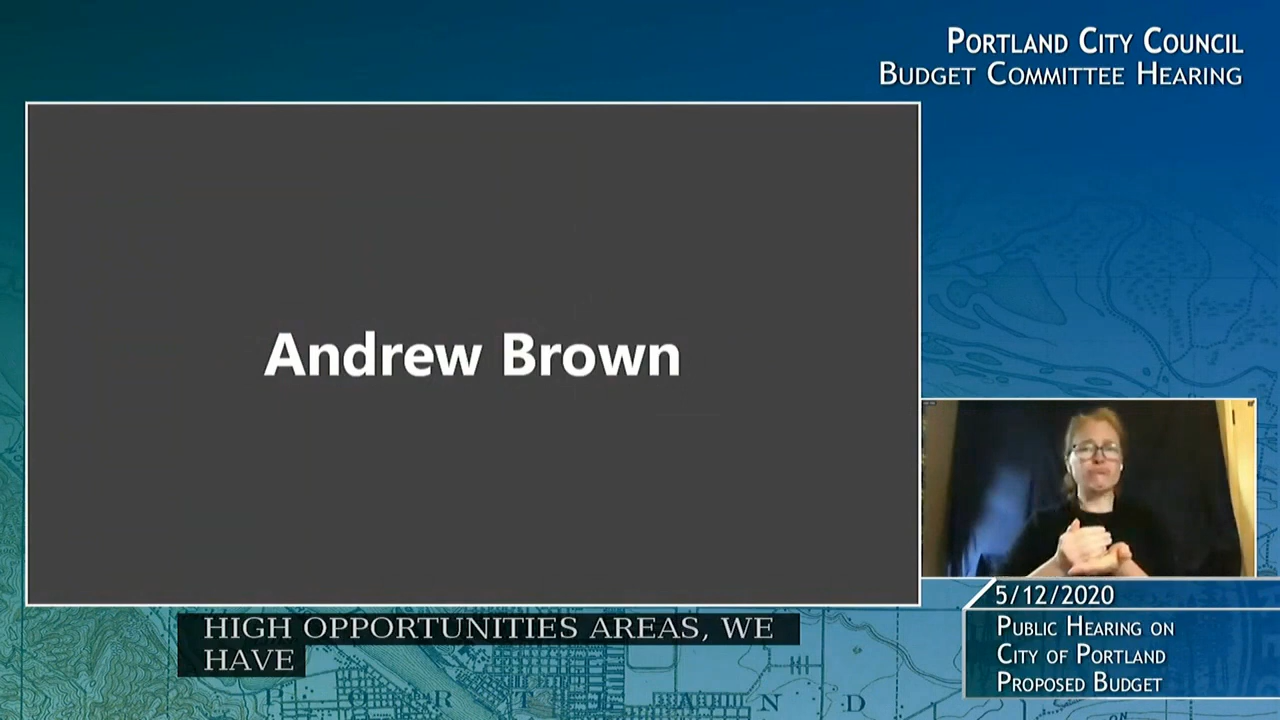 PORTLAND CITY COUNCIL
BUDGET COMMITTEE HEARING
Andrew Brown
HIGH OPPORTUNITIES AREAS, WE
HAVE
5/12/2020
PUBLIC HEARING ON
CITY OF PORTLAND
PROPOSED BUDGET
P O R T L A N D